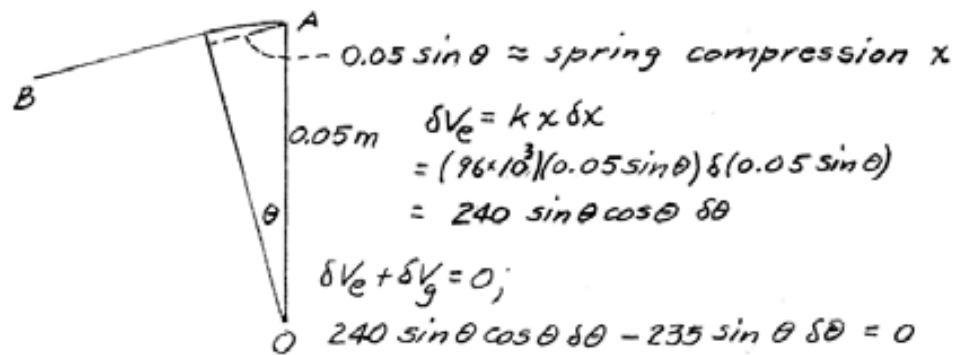 A
0.05 sin θ ≈ spring compression x
B
δVe = k x δx
0.05 m
= (96×10³)(0.05 sin θ) δ(0.05 sin θ)
θ
= 240 sin θ cos θ δθ
δVe + δVg = 0;
O
240 sin θ cos θ δθ - 235 sin θ δθ = 0